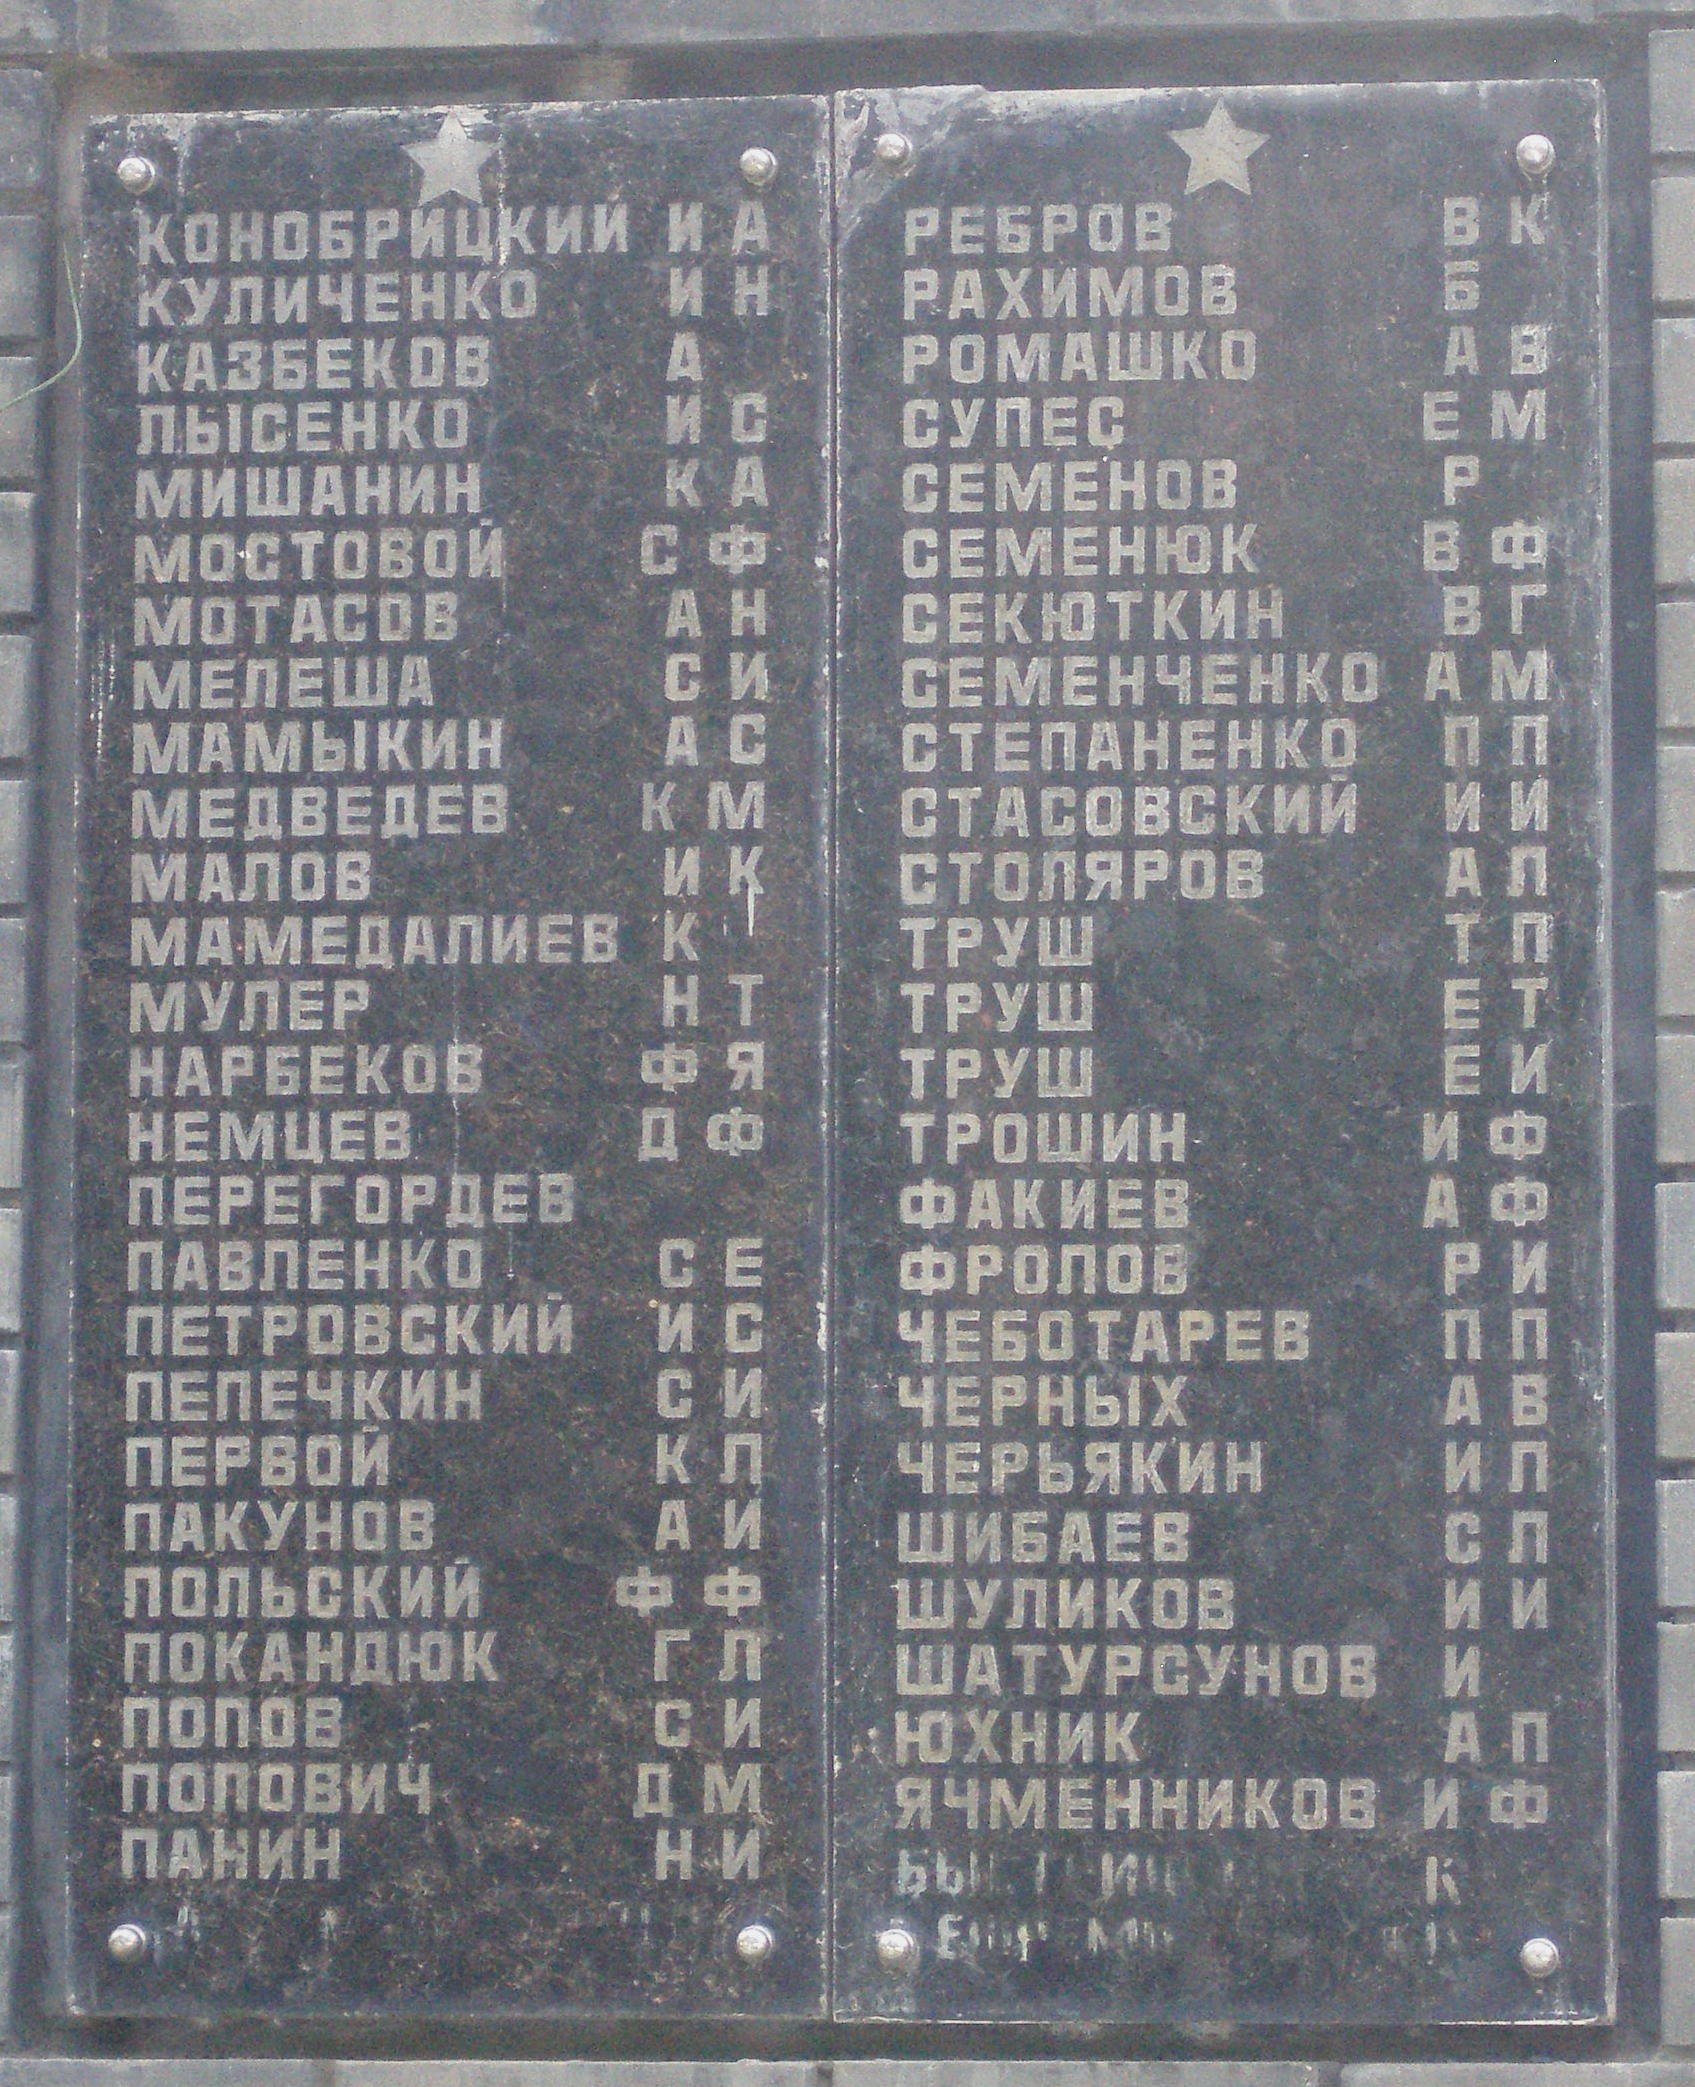 КОНОБРИЦКИЙ И А
КУЛИЧЕНКО И Н
КАЗБЕКОВ А
ЛЫСЕНКО И С
МИШАНИН К А
МОСТОВОЙ С Ф
МОТАСОВ А Н
МЕЛЕША С И
МАМЫКИН А С
МЕДВЕДЕВ К М
МАЛОВ И К
МАМЕДАЛИЕВ К
МУЛЕР Н Т
НАРБЕКОВ Ф Я
НЕМЦЕВ Д Ф
ПЕРЕГОРДЕВ
ПАВЛЕНКО С Е
ПЕТРОВСКИЙ И С
ПЕПЕЧКИН С И
ПЕРВОЙ К Л
ПАКУНОВ А И
ПОЛЬСКИЙ Ф Ф
ПОКАНДЮК Г Л
ПОПОВ С И
ПОПОВИЧ Д М
ПАНИН Н И
РЕБРОВ В К
РАХИМОВ Б
РОМАШКО А В
СУПЕС Е М
СЕМЕНОВ Р
СЕМЕНЮК В Ф
СЕКЮТКИН В Г
СЕМЕНЧЕНКО А М
СТЕПАНЕНКО П П
СТАСОВСКИЙ И И
СТОЛЯРОВ А Л
ТРУШ Т П
ТРУШ Е Т
ТРУШ Е И
ТРОШИН И Ф
ФАКИЕВ А Ф
ФРОЛОВ Р И
ЧЕБОТАРЕВ П П
ЧЕРНЫХ А В
ЧЕРЬЯКИН И Л
ШИБАЕВ С Л
ШУЛИКОВ И И
ШАТУРСУНОВ И
ЮХНИК А П
ЯЧМЕННИКОВ И Ф
К